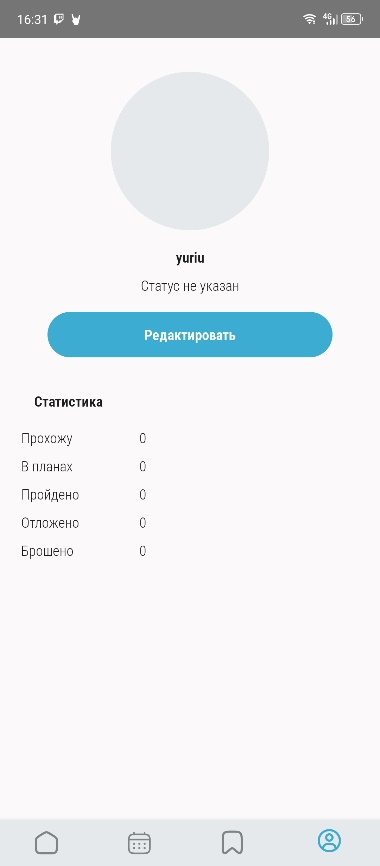 16:31 4G 56
yuriu
Статус не указан
Редактировать
Статистика
Прохожу 0
В планах 0
Пройдено 0
Отложено 0
Брошено 0